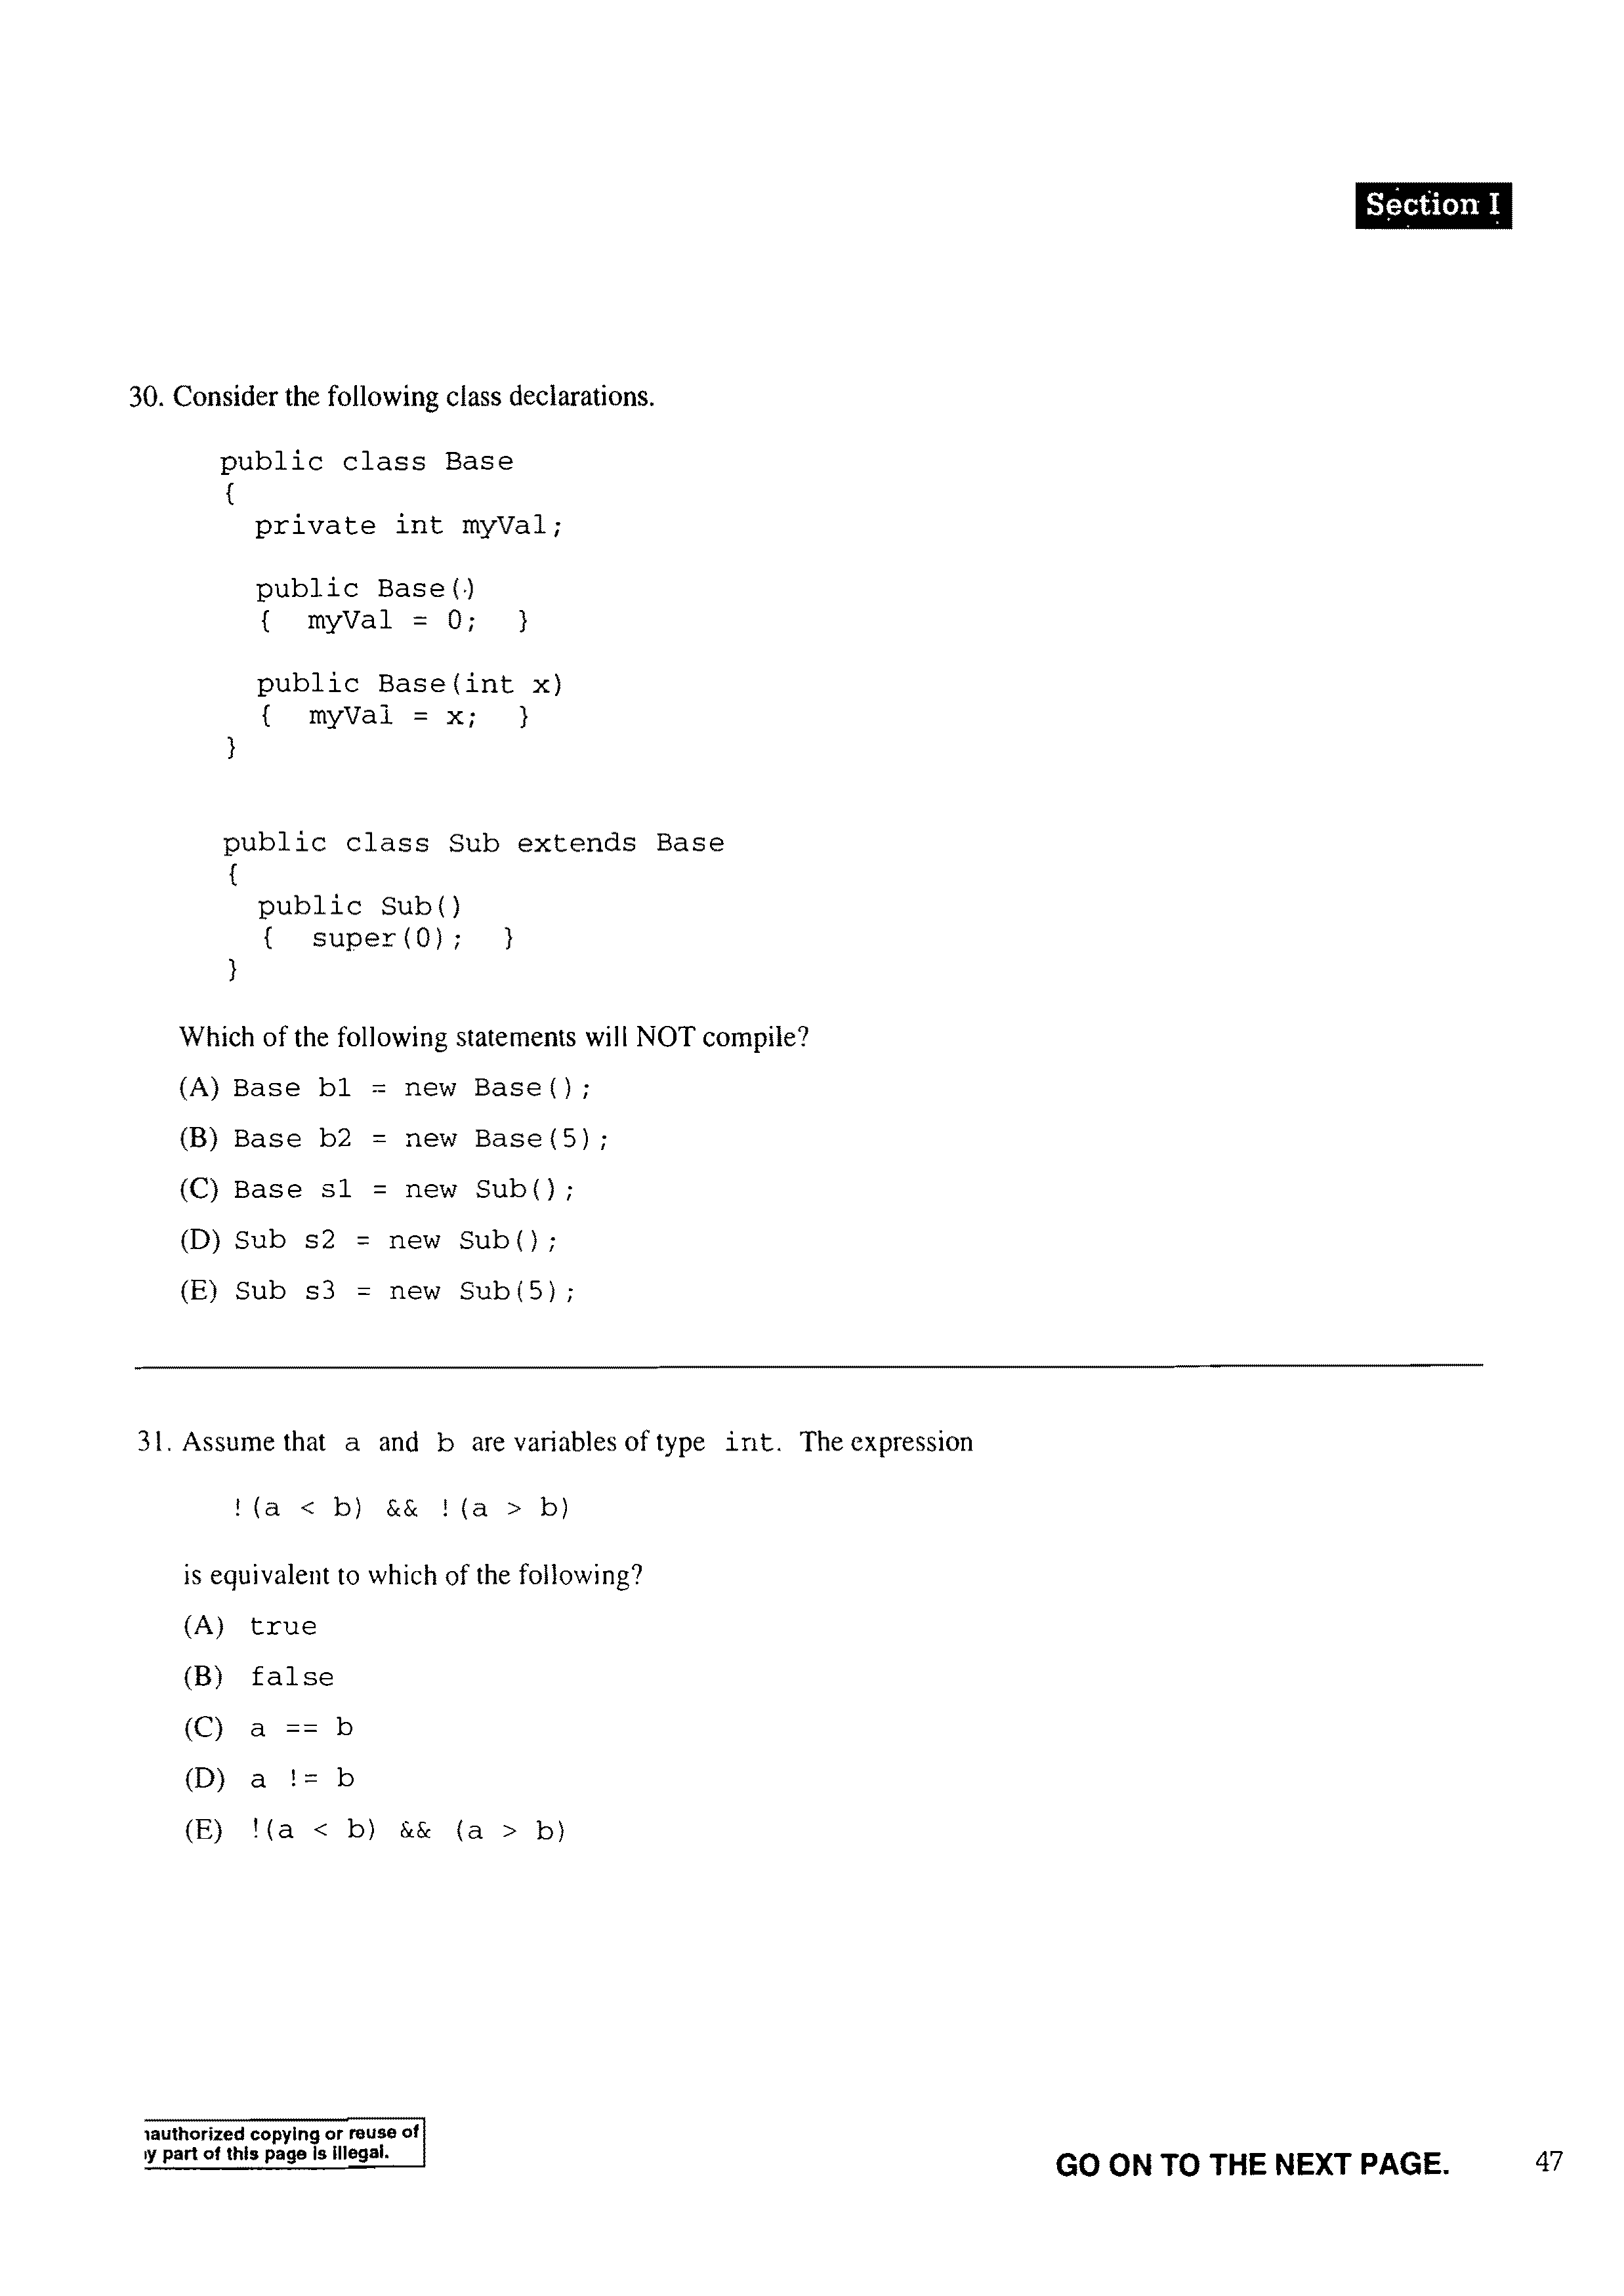 Section I
30. Consider the following class declarations.
public class Base
{
private int myVal;
public Base()
{ myVal = 0; }
public Base(int x)
{ myVal = x; }
}
public class Sub extends Base
{
public Sub()
{ super(0); }
}
Which of the following statements will NOT compile?
(A) Base b1 = new Base();
(B) Base b2 = new Base(5);
(C) Base s1 = new Sub();
(D) Sub s2 = new Sub();
(E) Sub s3 = new Sub(5);
31. Assume that a and b are variables of type int. The expression
!(a < b) && !(a > b)
is equivalent to which of the following?
(A) true
(B) false
(C) a == b
(D) a != b
(E) !(a < b) && (a > b)
nauthorized copying or reuse of
ny part of this page is illegal.
GO ON TO THE NEXT PAGE.
47